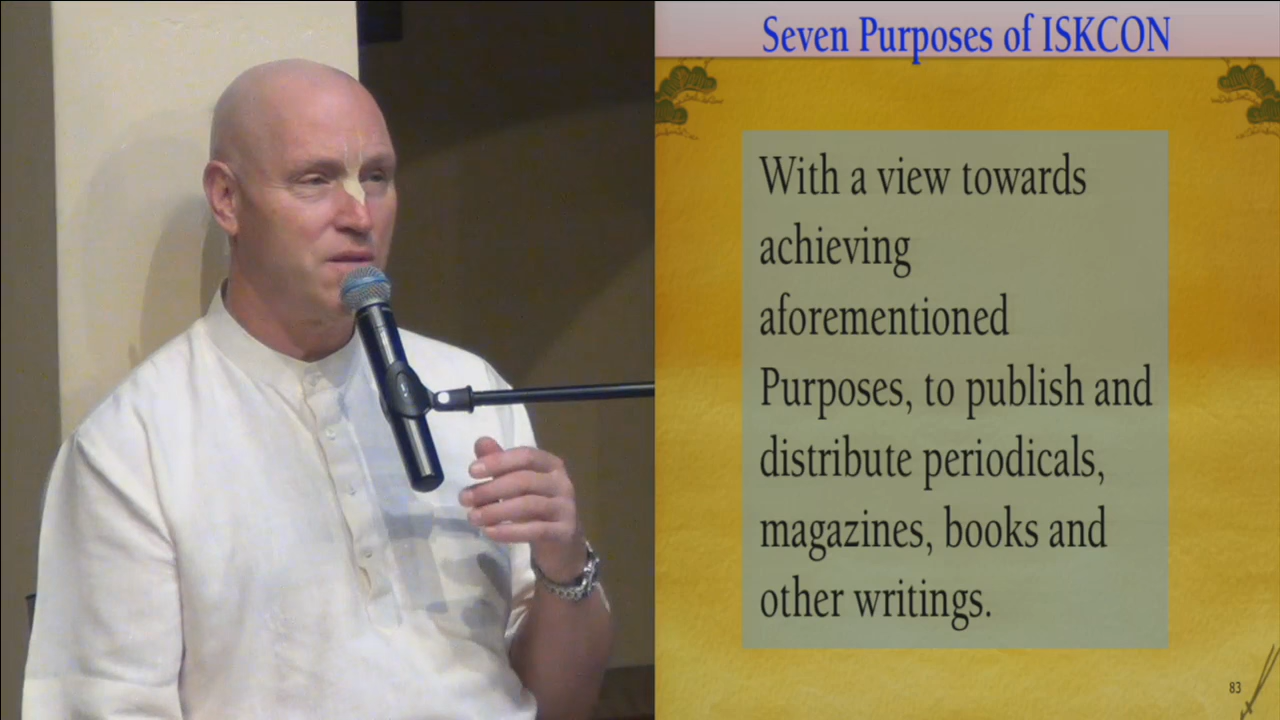 Seven Purposes of ISKCON
With a view towards
achieving
aforementioned
Purposes, to publish and
distribute periodicals,
magazines, books and
other writings.
83